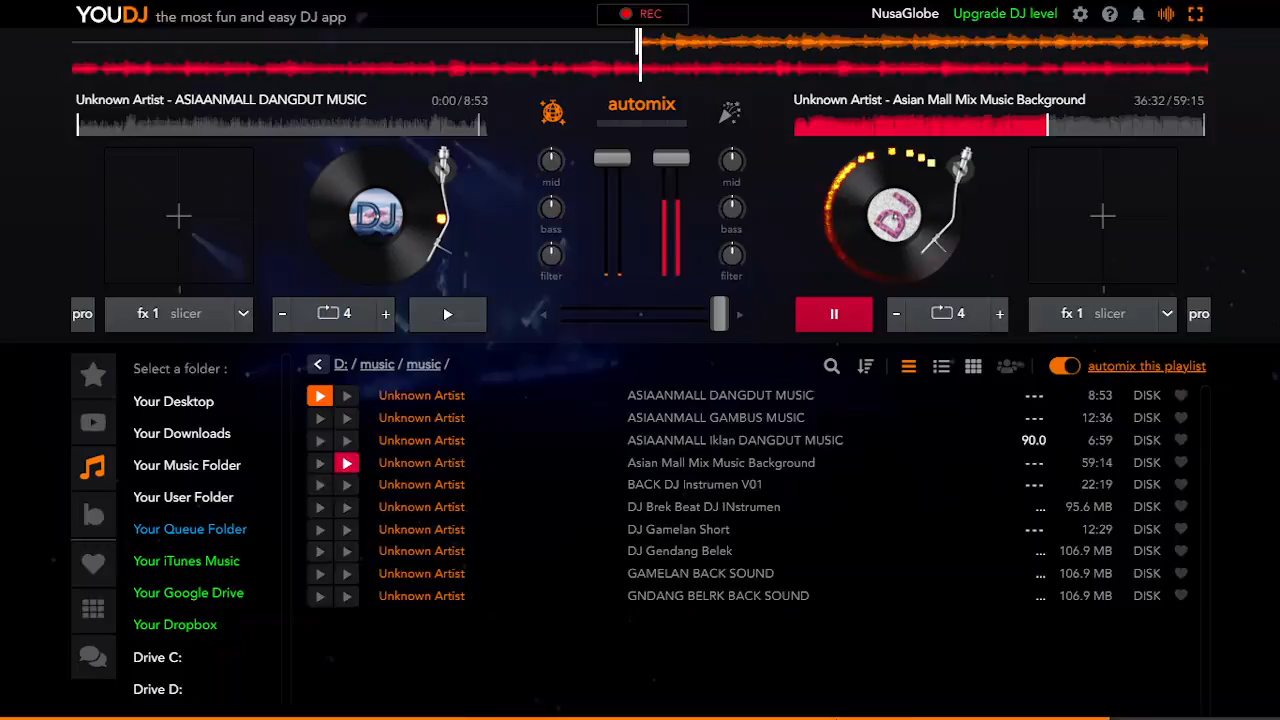 YOUDJ the most fun and easy DJ app
REC
NusaGlobe
Upgrade DJ level
Unknown Artist - ASIAANMALL DANGDUT MUSIC 0:00/8:53
automix
Unknown Artist - Asian Mall Mix Music Background 36:32/59:15
DJ
DJ
mid
bass
filter
mid
bass
filter
pro
fx 1 slicer
- 4 +
- 4 +
fx 1 slicer
pro
Select a folder :
Your Desktop
Your Downloads
Your Music Folder
Your User Folder
Your Queue Folder
Your iTunes Music
Your Google Drive
Your Dropbox
Drive C:
Drive D:
D: / music / music /
automix this playlist
Unknown Artist ASIAANMALL DANGDUT MUSIC --- 8:53 DISK
Unknown Artist ASIAANMALL GAMBUS MUSIC --- 12:36 DISK
Unknown Artist ASIAANMALL Iklan DANGDUT MUSIC 90.0 6:59 DISK
Unknown Artist Asian Mall Mix Music Background --- 59:14 DISK
Unknown Artist BACK DJ Instrumen V01 --- 22:19 DISK
Unknown Artist DJ Brek Beat DJ INstrumen ... 95.6 MB DISK
Unknown Artist DJ Gamelan Short --- 12:29 DISK
Unknown Artist DJ Gendang Belek ... 106.9 MB DISK
Unknown Artist GAMELAN BACK SOUND ... 106.9 MB DISK
Unknown Artist GNDANG BELRK BACK SOUND ... 106.9 MB DISK